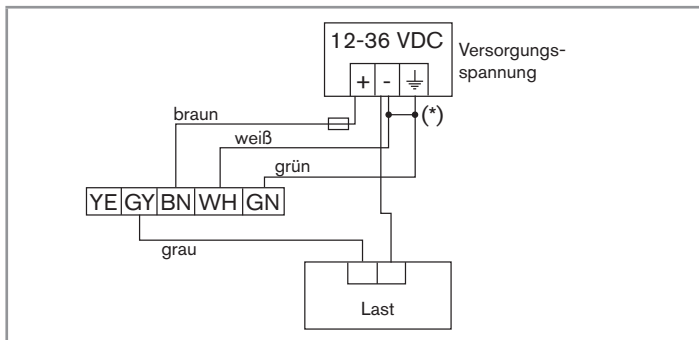 12-36 VDC
Versorgungs-
spannung
+ -
(*)
braun
weiß
grün
YE GY BN WH GN
grau
Last